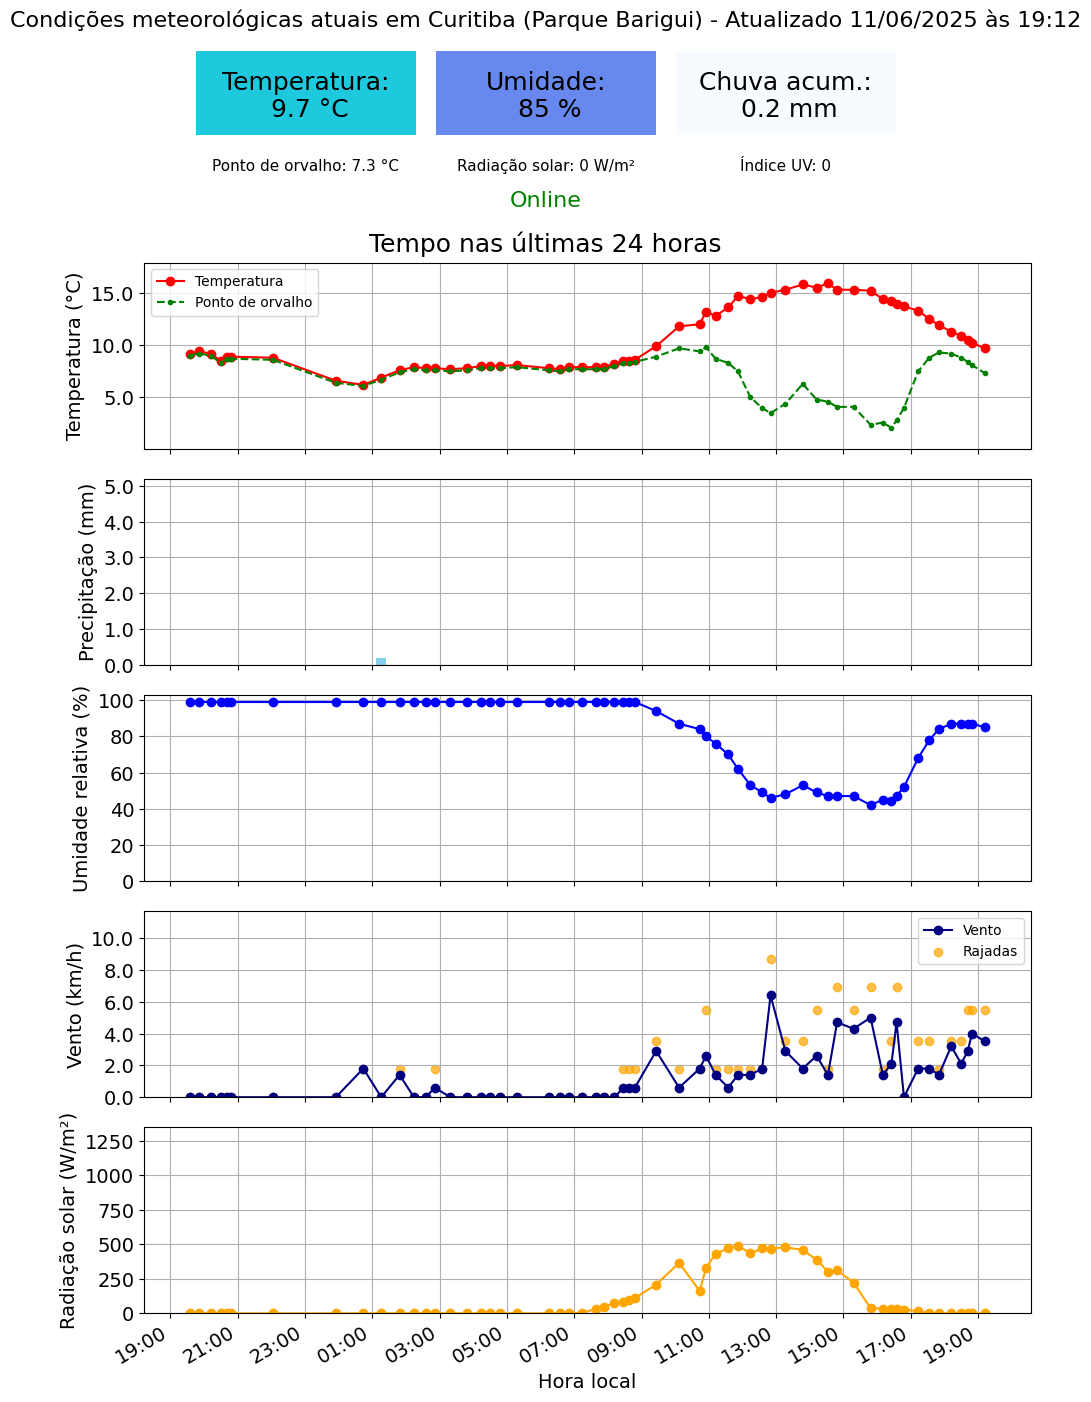 Condições meteorológicas atuais em Curitiba (Parque Barigui) - Atualizado 11/06/2025 às 19:12
Temperatura:
9.7 °C
Umidade:
85 %
Chuva acum.:
0.2 mm
Ponto de orvalho: 7.3 °C
Radiação solar: 0 W/m²
Índice UV: 0
Online
Tempo nas últimas 24 horas
Temperatura (°C)
15.0
10.0
5.0
Temperatura
Ponto de orvalho
Precipitação (mm)
5.0
4.0
3.0
2.0
1.0
0.0
Umidade relativa (%)
100
80
60
40
20
0
Vento (km/h)
10.0
8.0
6.0
4.0
2.0
0.0
Vento
Rajadas
Radiação solar (W/m²)
1250
1000
750
500
250
0
19:00
21:00
23:00
01:00
03:00
05:00
07:00
09:00
11:00
13:00
15:00
17:00
19:00
Hora local